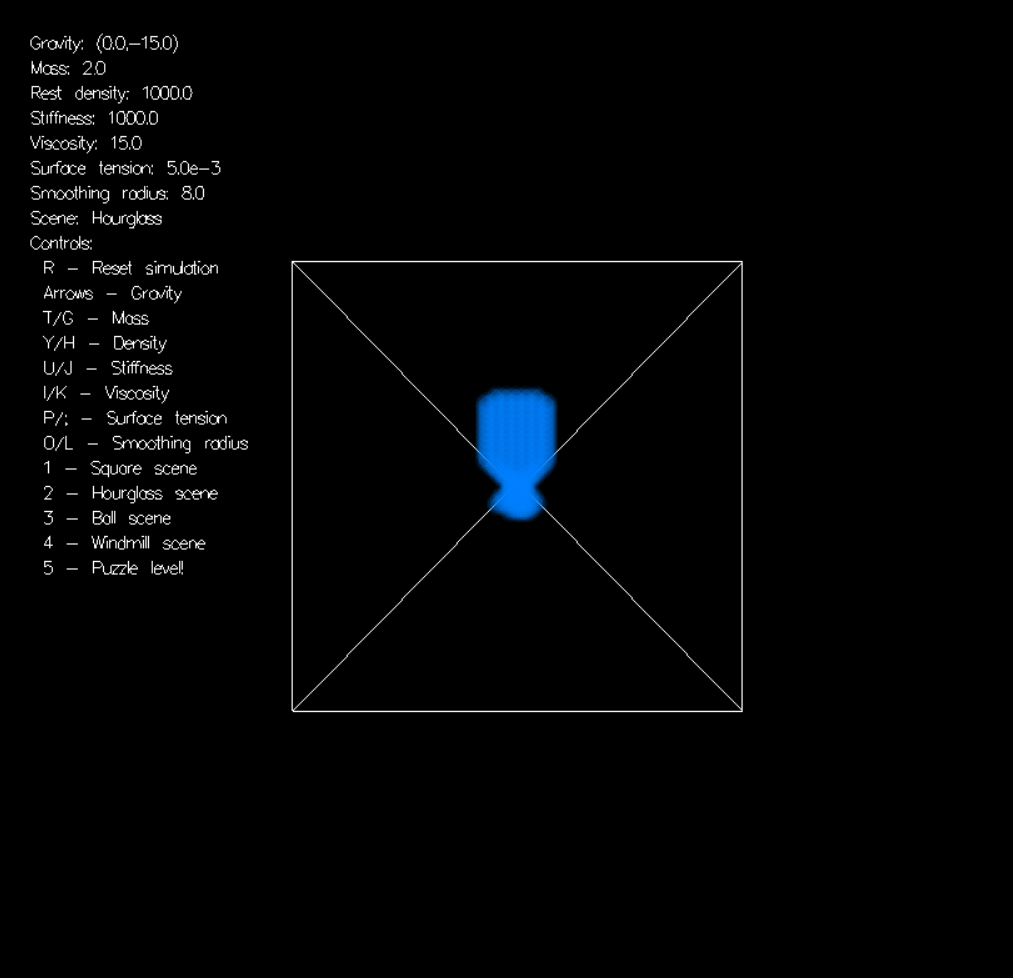 Gravity: (0.0,-15.0)
Mass: 2.0
Rest density: 1000.0
Stiffness: 1000.0
Viscosity: 15.0
Surface tension: 5.0e-3
Smoothing radius: 8.0
Scene: Hourglass
Controls:
R - Reset simulation
Arrows - Gravity
T/G - Mass
Y/H - Density
U/J - Stiffness
I/K - Viscosity
P/; - Surface tension
O/L - Smoothing radius
1 - Square scene
2 - Hourglass scene
3 - Ball scene
4 - Windmill scene
5 - Puzzle level!